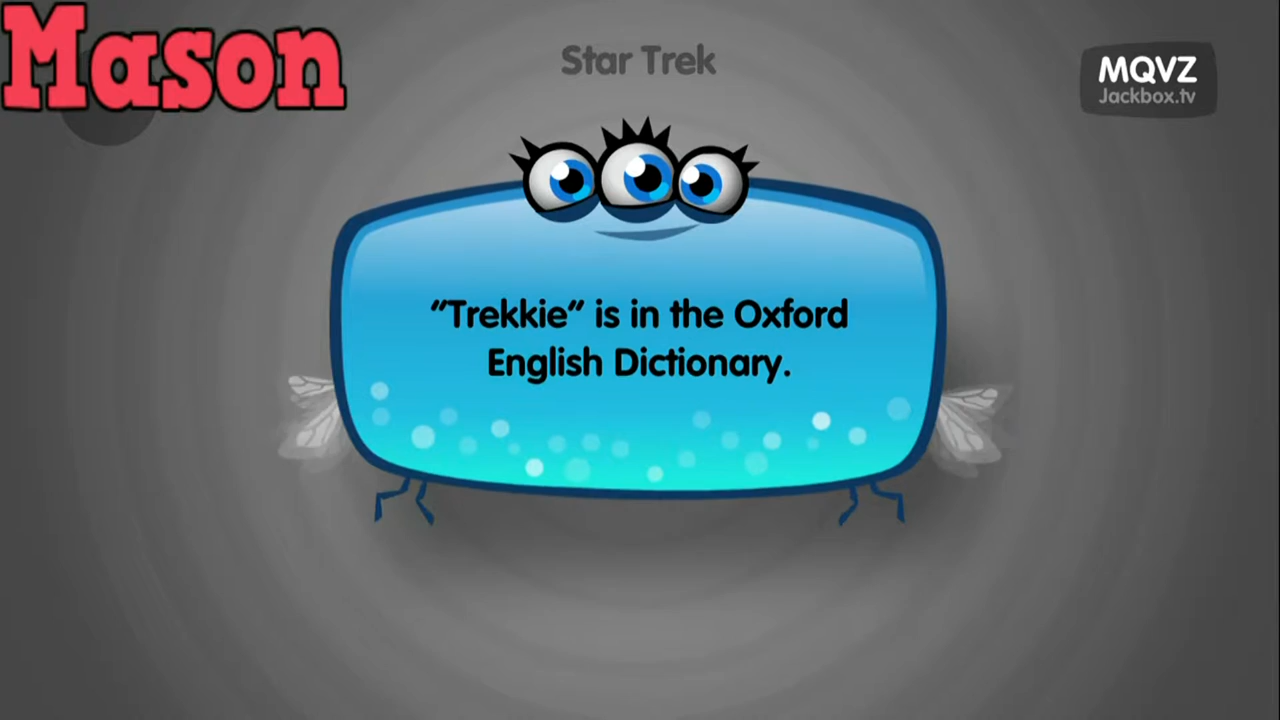 Mason
Star Trek
MQVZ
Jackbox.tv
“Trekkie” is in the Oxford
English Dictionary.